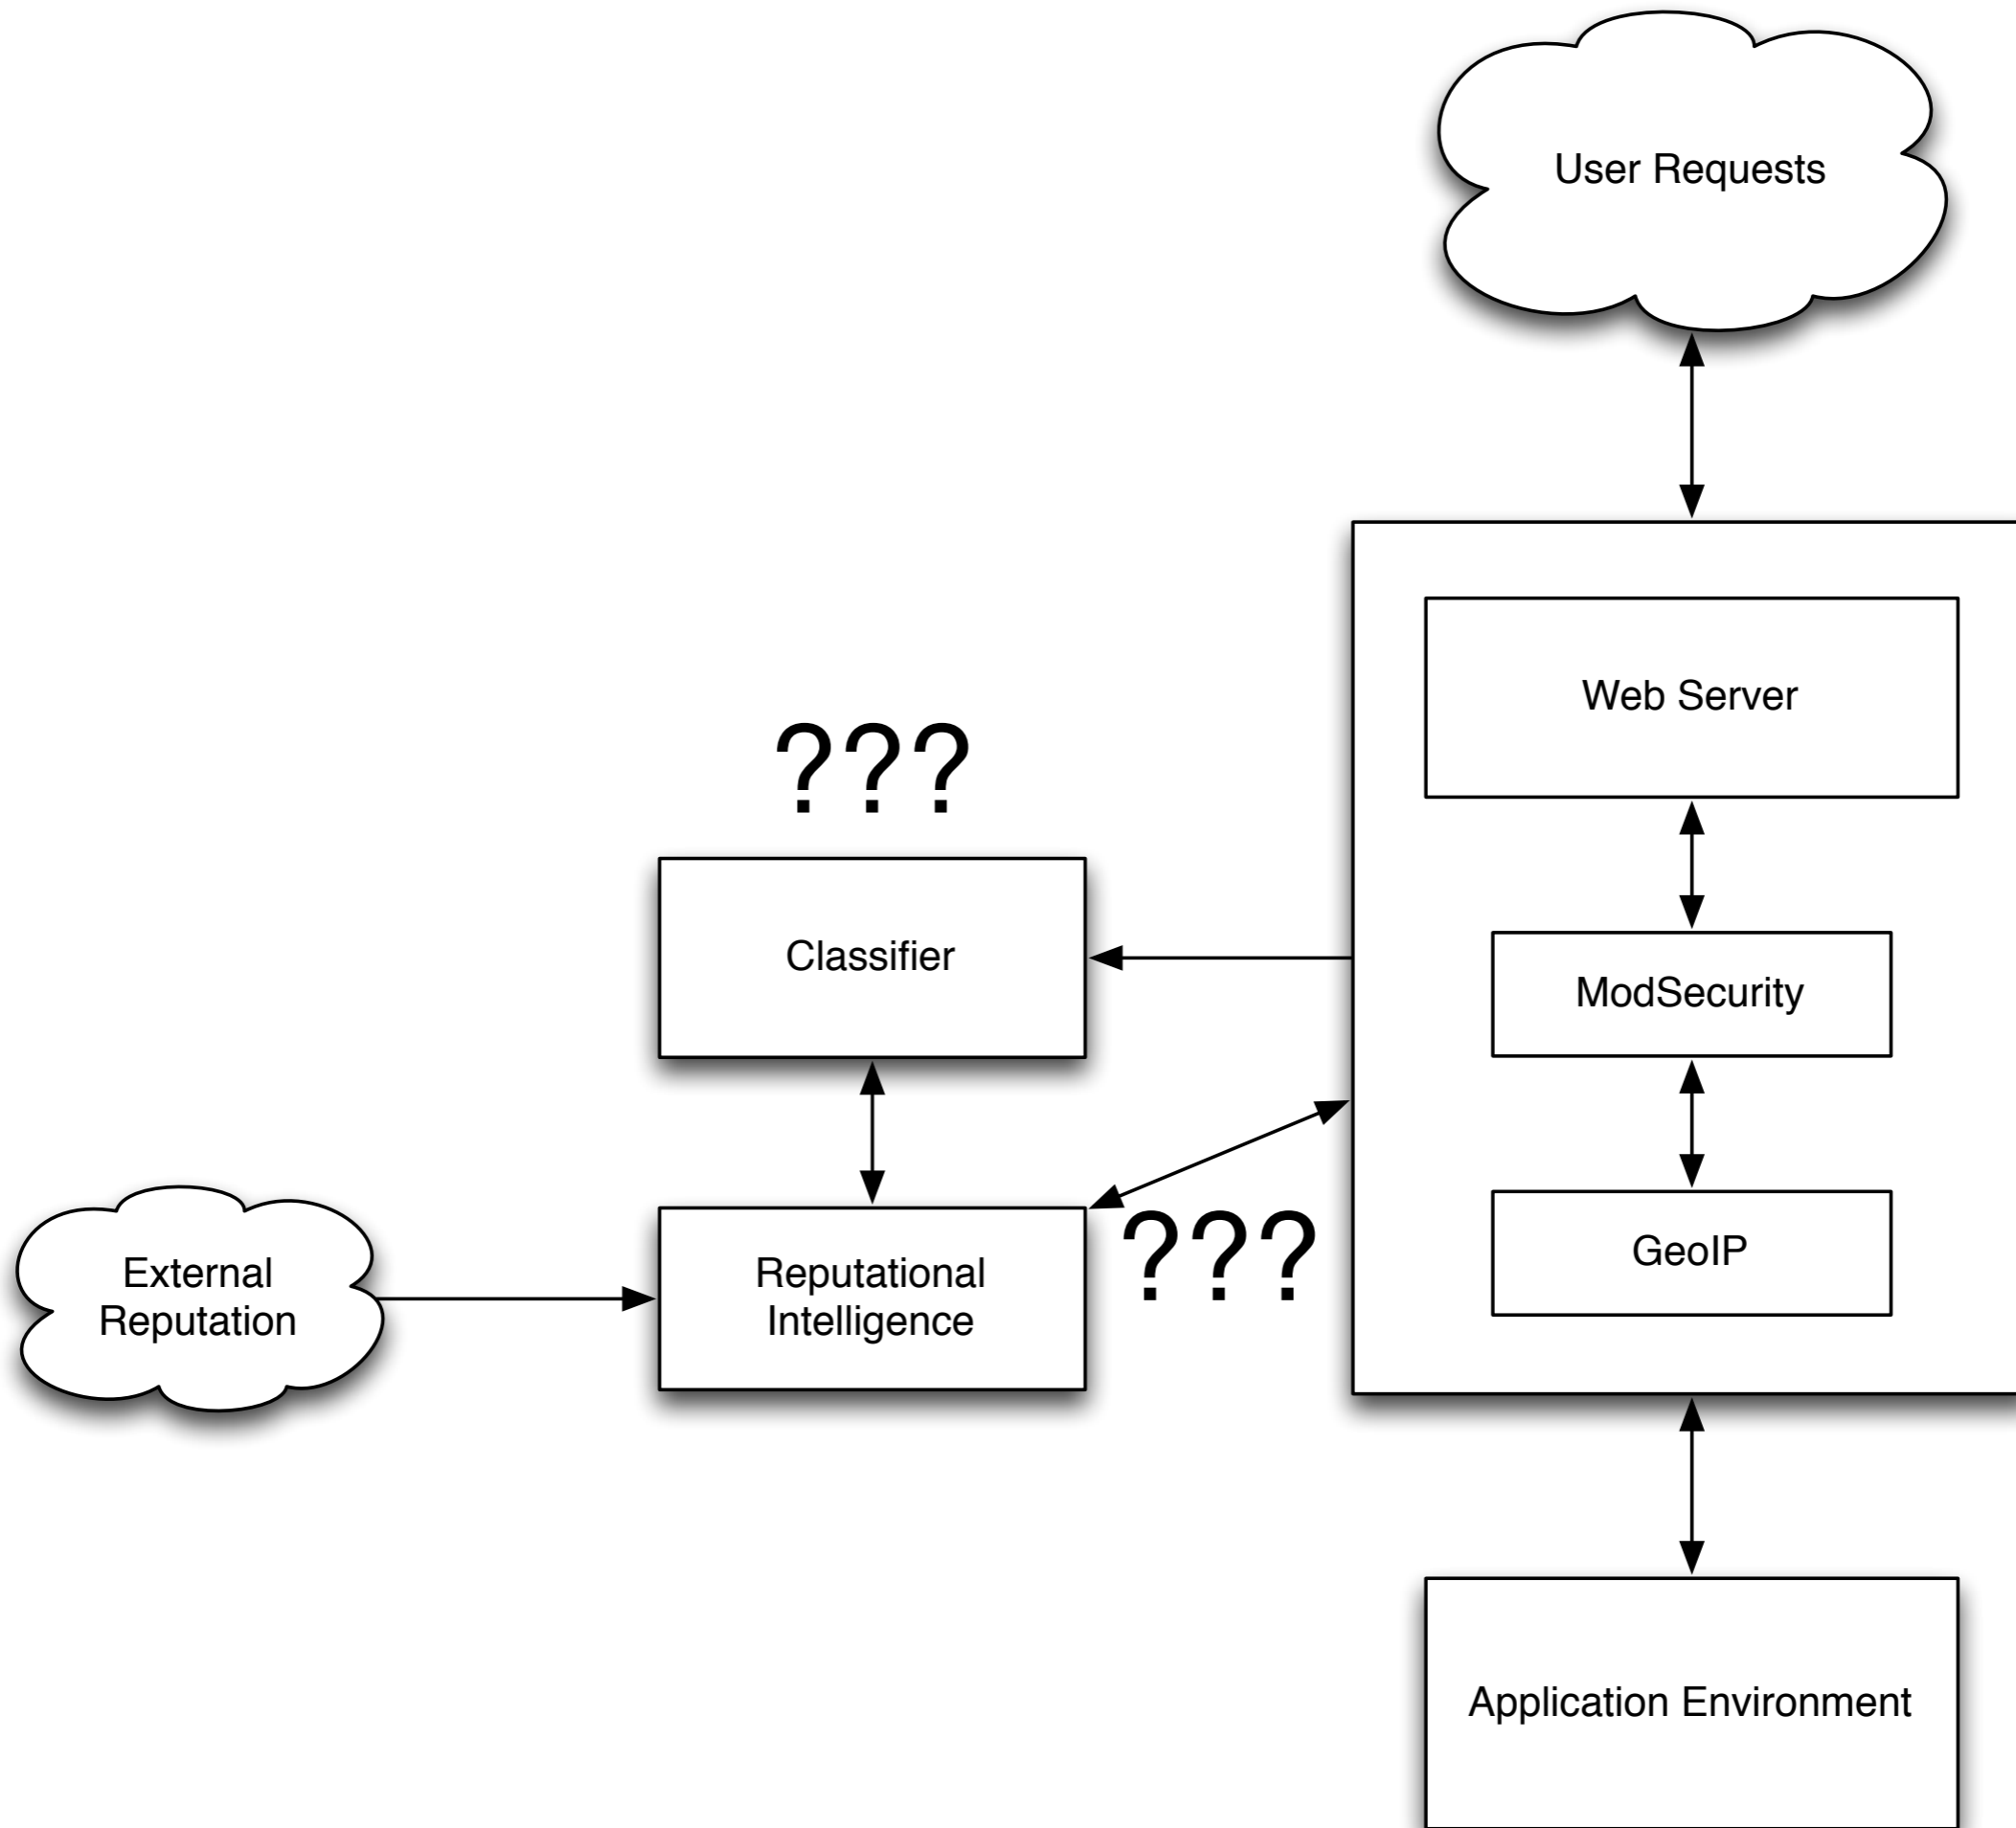 User Requests
Web Server
???
Classifier
ModSecurity
External
Reputation
Reputational
Intelligence
???
GeoIP
Application Environment